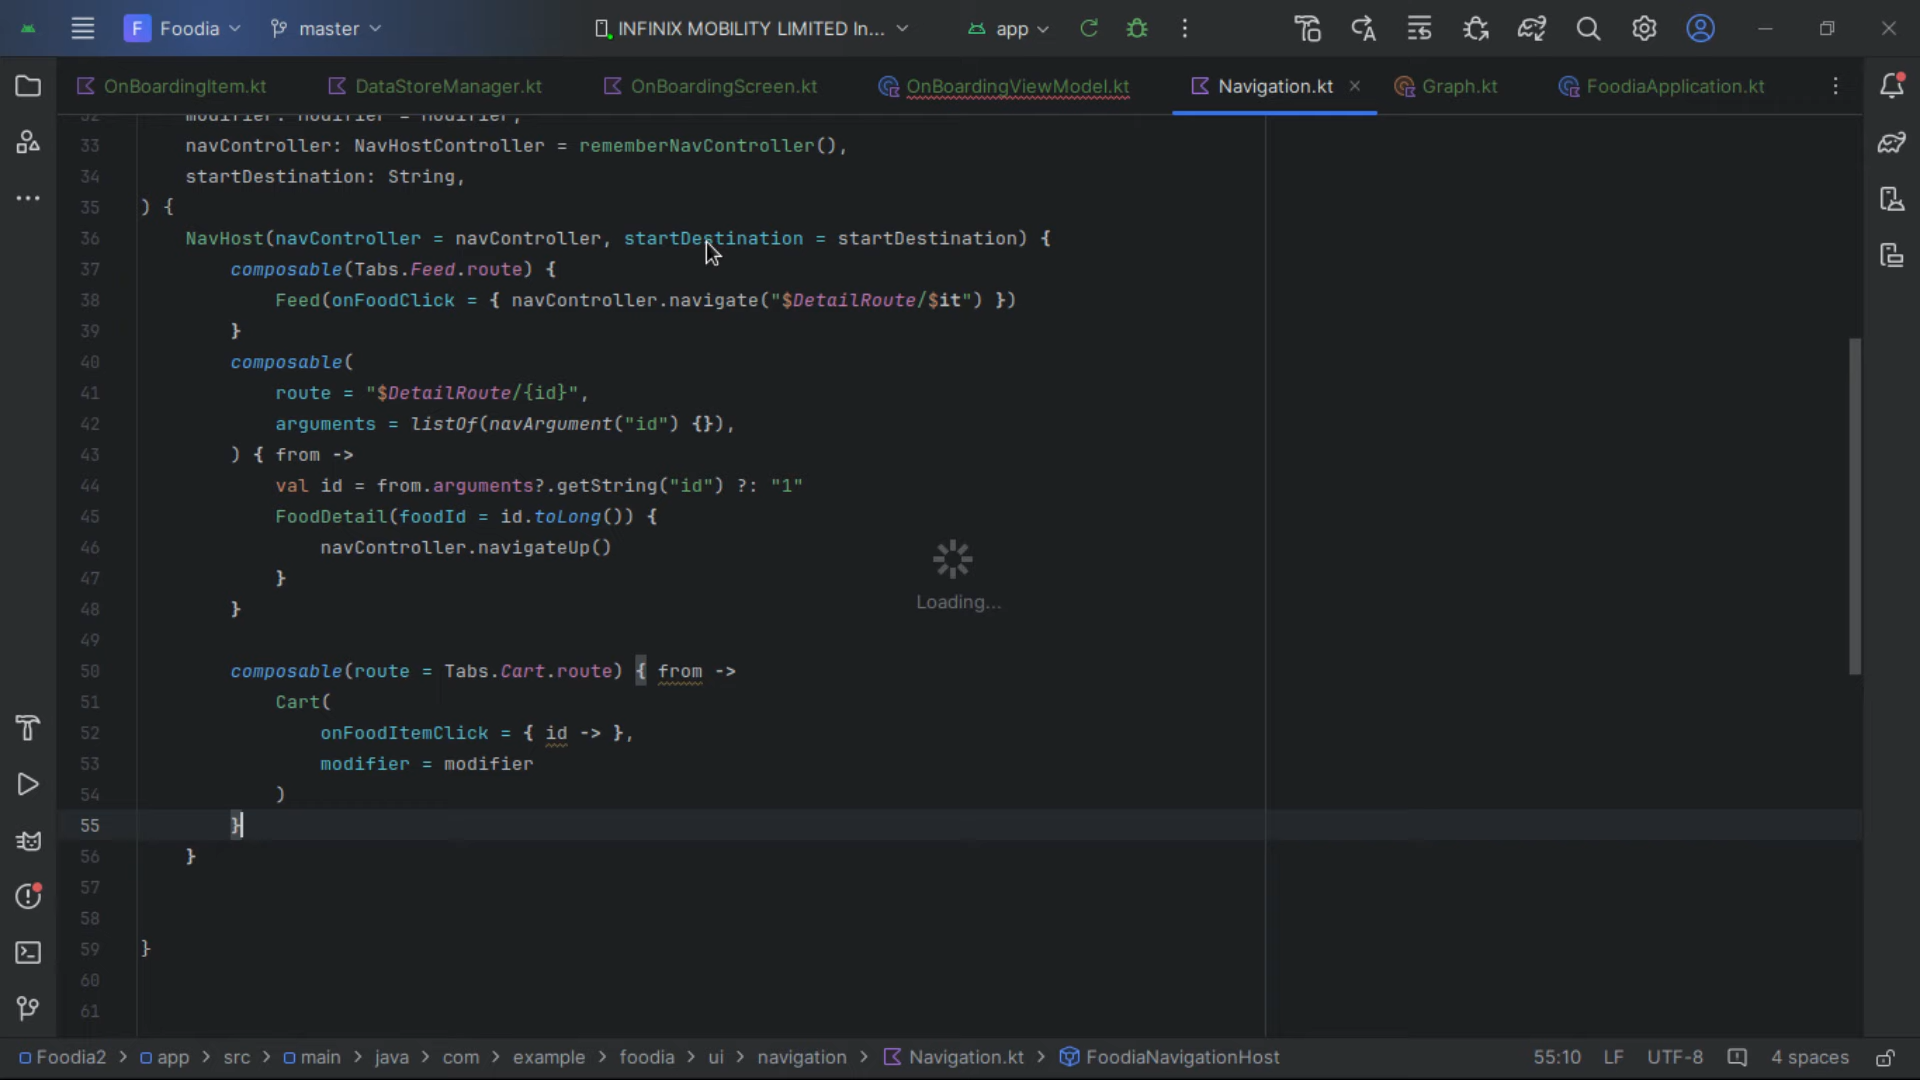 F Foodia
master
INFINIX MOBILITY LIMITED In...
app
OnBoardingItem.kt
DataStoreManager.kt
OnBoardingScreen.kt
OnBoardingViewModel.kt
Navigation.kt
Graph.kt
FoodiaApplication.kt
32 modifier: Modifier = Modifier,
33 navController: NavHostController = rememberNavController(),
34 startDestination: String,
35 ) {
36 NavHost(navController = navController, startDestination = startDestination) {
37 composable(Tabs.Feed.route) {
38 Feed(onFoodClick = { navController.navigate("$DetailRoute/$it") })
39 }
40 composable(
41 route = "$DetailRoute/{id}",
42 arguments = listOf(navArgument("id") {}),
43 ) { from ->
44 val id = from.arguments?.getString("id") ?: "1"
45 FoodDetail(foodId = id.toLong()) {
46 navController.navigateUp()
47 }
48 }
49
50 composable(route = Tabs.Cart.route) { from ->
51 Cart(
52 onFoodItemClick = { id -> },
53 modifier = modifier
54 )
55 }
56 }
57
58
59 }
60
61
Loading...
Foodia2 > app > src > main > java > com > example > foodia > ui > navigation > Navigation.kt > FoodiaNavigationHost
55:10 LF UTF-8 4 spaces